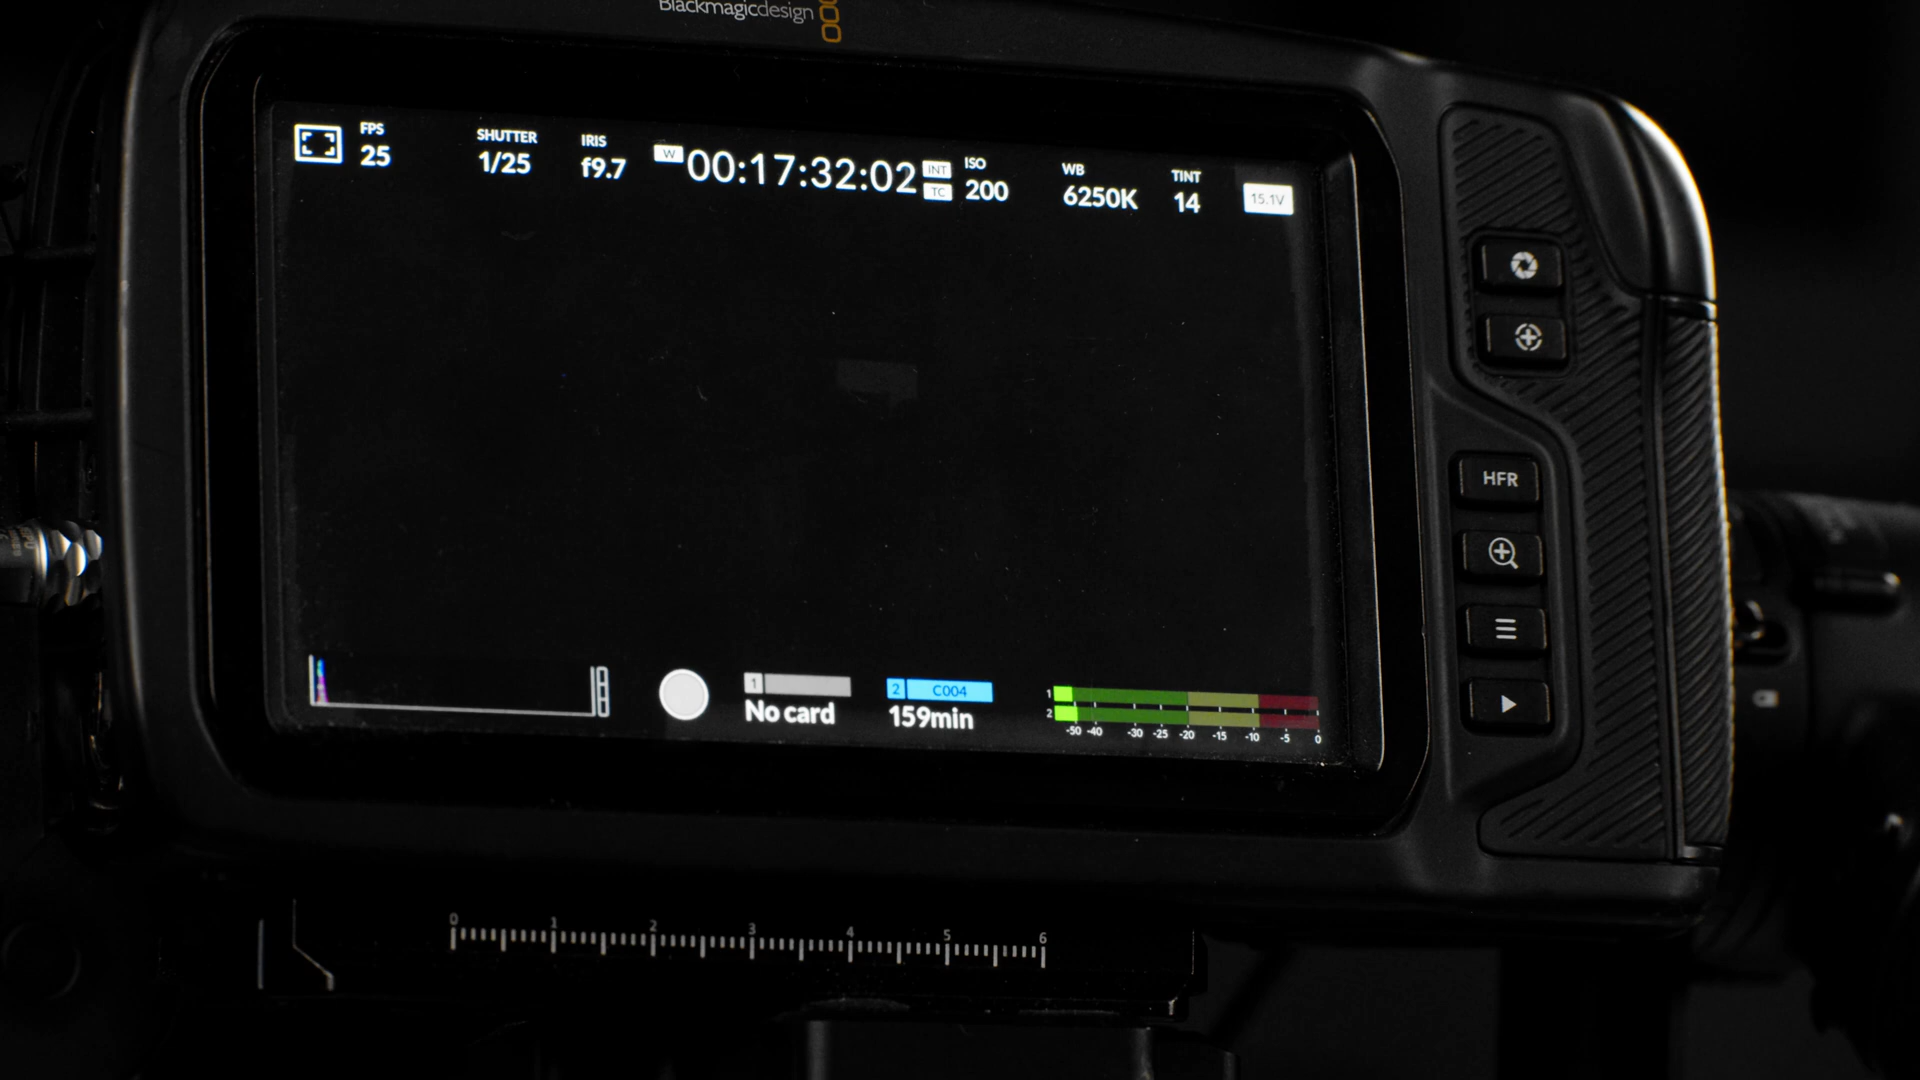 Blackmagicdesign
FPS
25
SHUTTER
1/25
IRIS
f9.7
W
00:17:32:02
INT
TC
ISO
200
WB
6250K
TINT
14
15.1V
HFR
1
No card
2 C004
159min
1
2
-50 -40 -30 -25 -20 -15 -10 -5 0
0 1 2 3 4 5 6